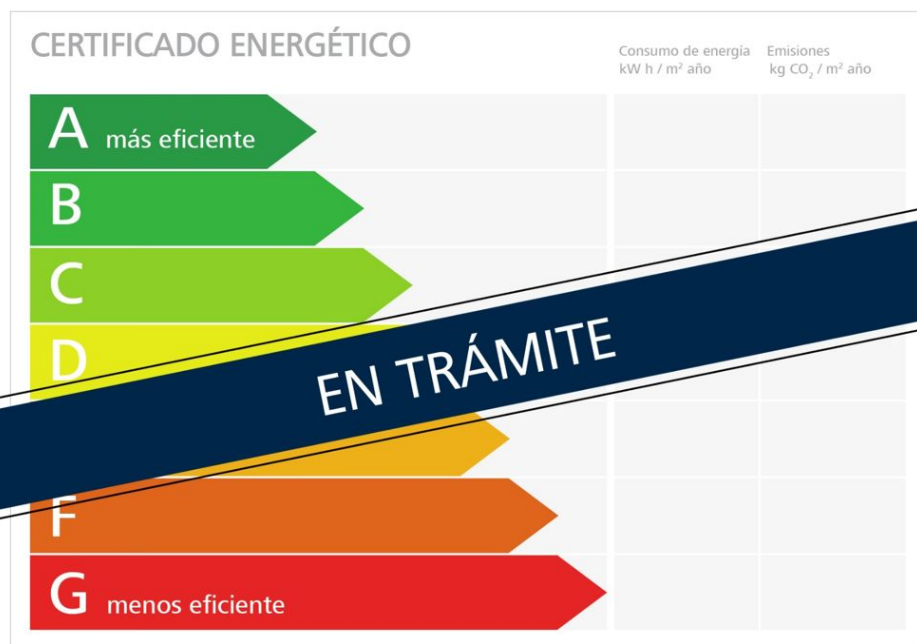 CERTIFICADO ENERGÉTICO
Consumo de energía
kW h / m² año
Emisiones
kg CO₂ / m² año
A más eficiente
B
C
D
EN TRÁMITE
F
G menos eficiente